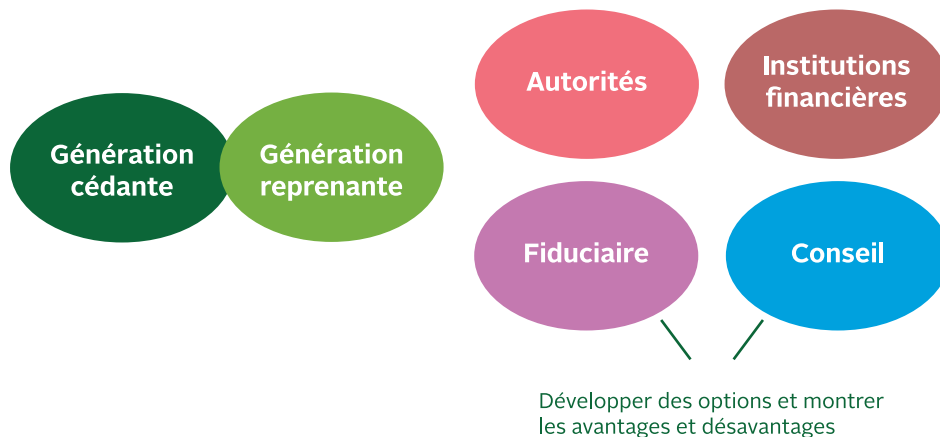 Génération
cédante
Génération
reprenante
Autorités
Institutions
financières
Fiduciaire
Conseil
Développer des options et montrer
les avantages et désavantages